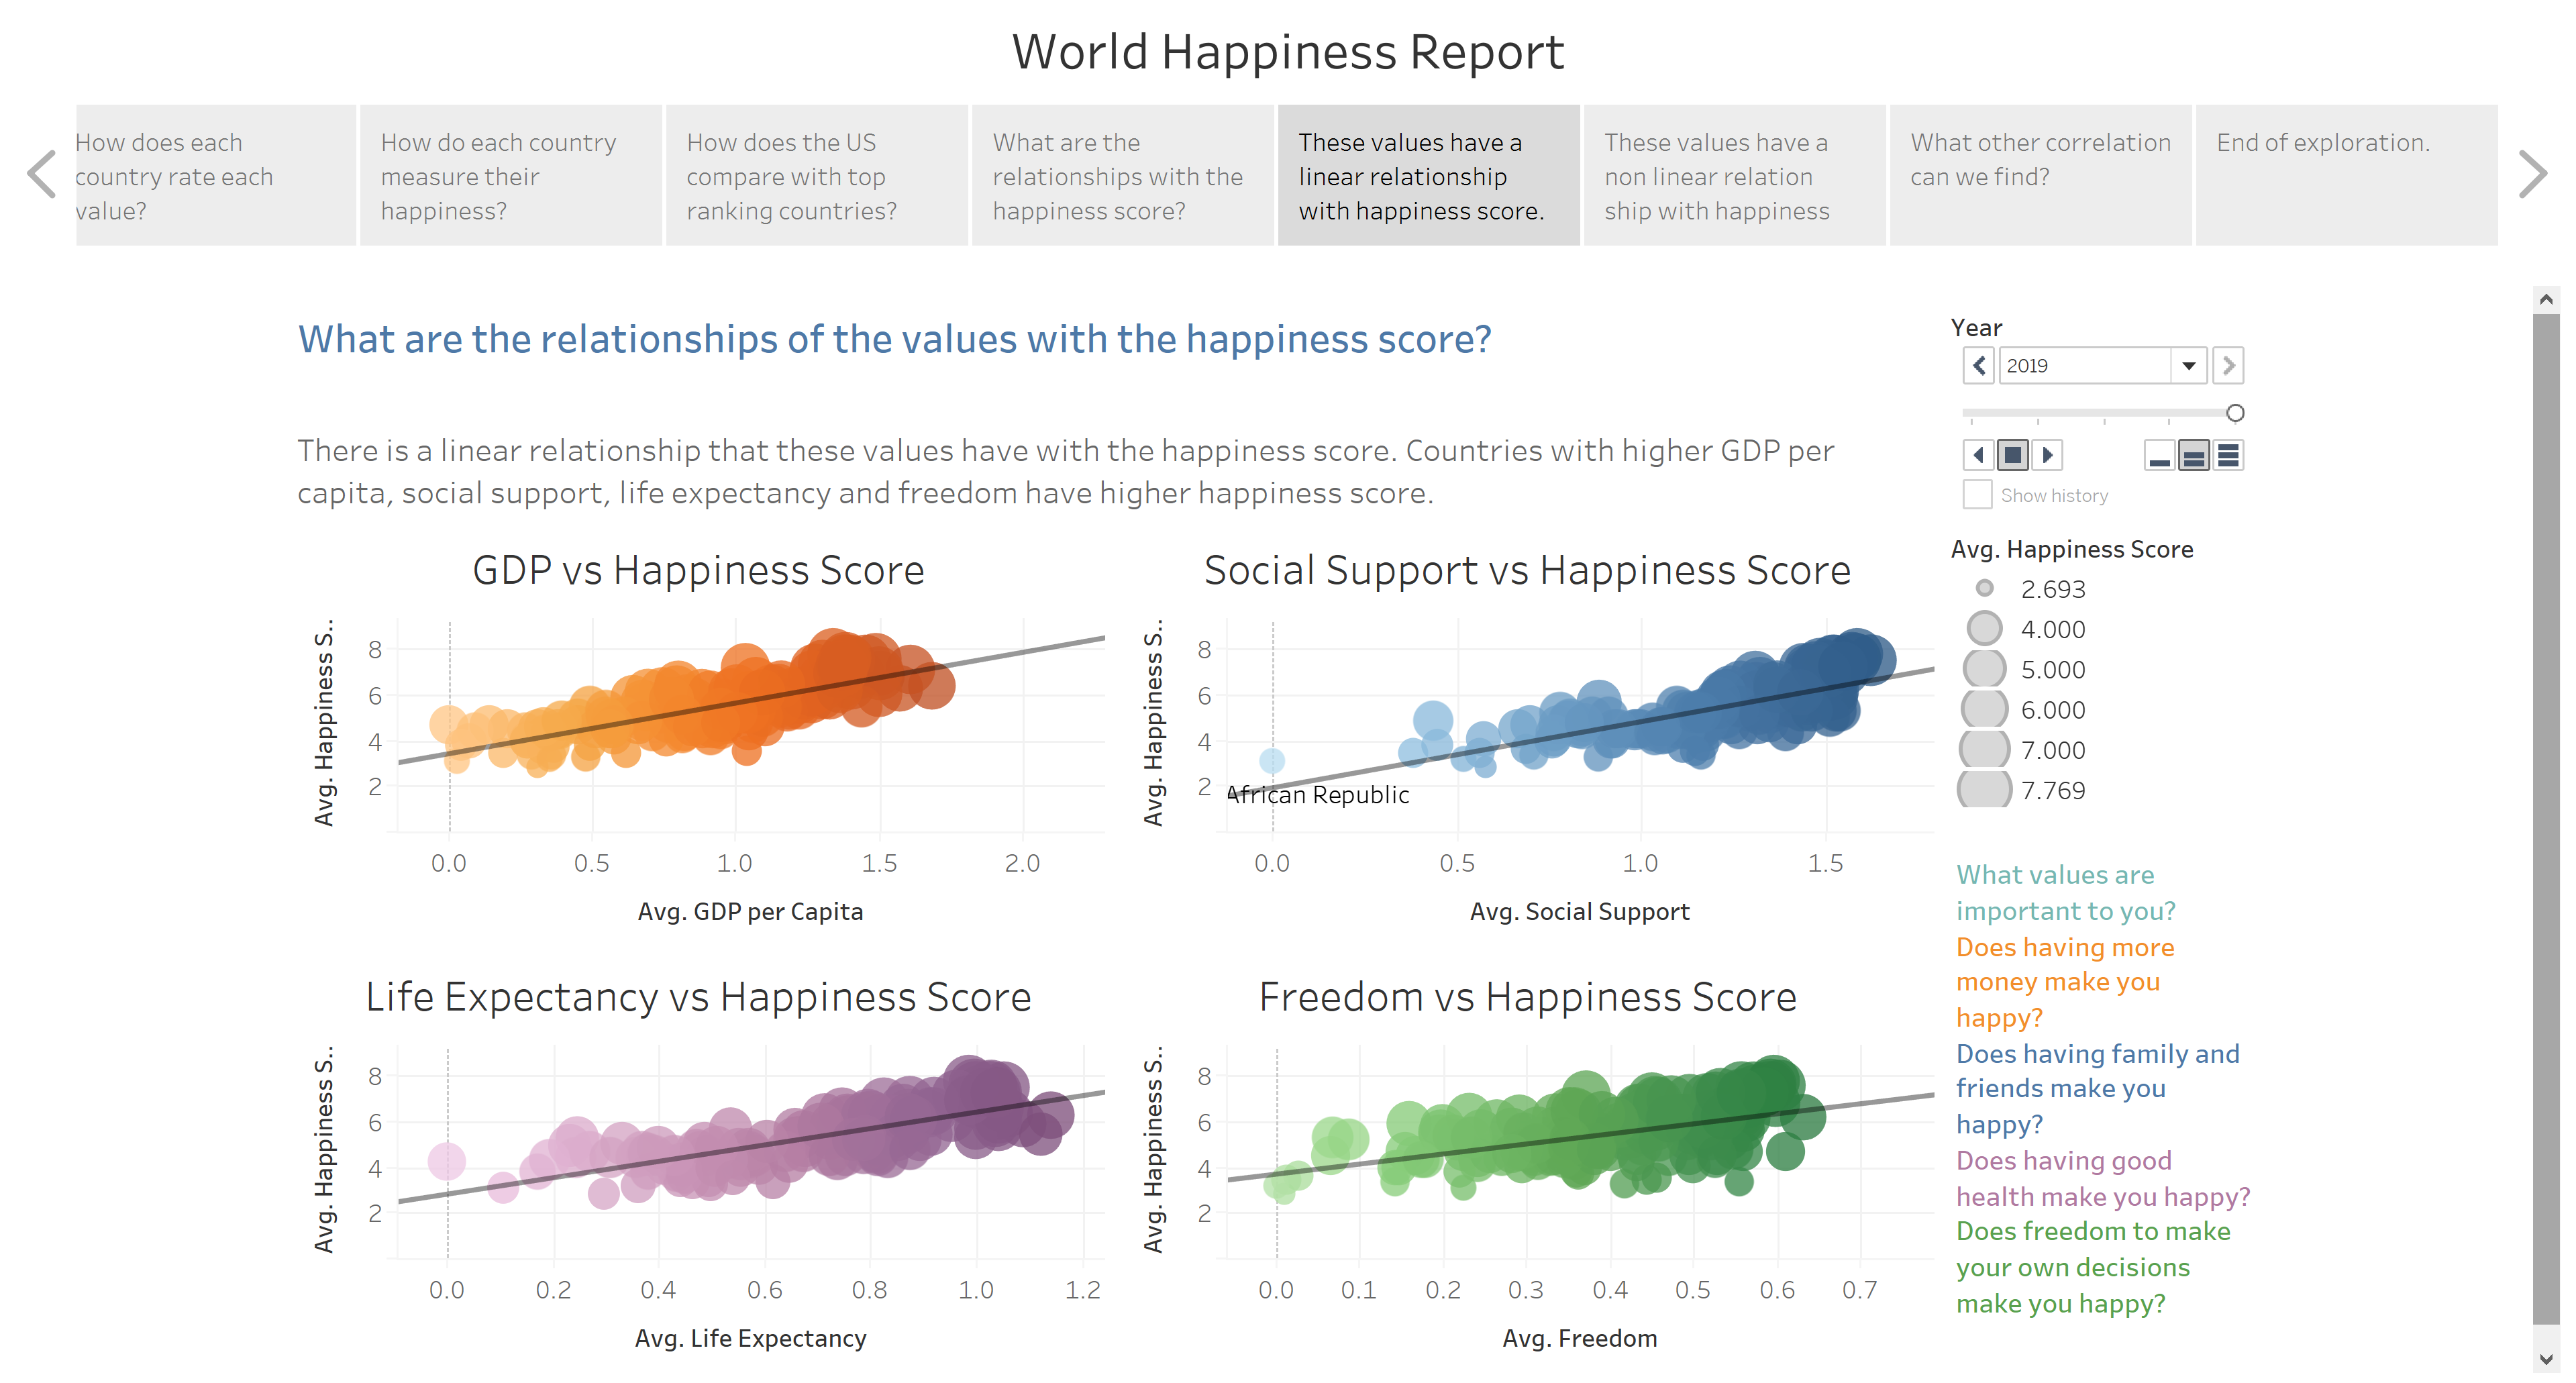 World Happiness Report
How does each
country rate each
value?
How do each country
measure their
happiness?
How does the US
compare with top
ranking countries?
What are the
relationships with the
happiness score?
These values have a
linear relationship
with happiness score.
These values have a
non linear relation
ship with happiness
What other correlation
can we find?
End of exploration.
What are the relationships of the values with the happiness score?
There is a linear relationship that these values have with the happiness score. Countries with higher GDP per
capita, social support, life expectancy and freedom have higher happiness score.
Year
2019
Show history
Avg. Happiness Score
2.693
4.000
5.000
6.000
7.000
7.769
GDP vs Happiness Score
Avg. Happiness S..
8
6
4
2
0.0 0.5 1.0 1.5 2.0
Avg. GDP per Capita
Social Support vs Happiness Score
Avg. Happiness S..
8
6
4
2
African Republic
0.0 0.5 1.0 1.5
Avg. Social Support
Life Expectancy vs Happiness Score
Avg. Happiness S..
8
6
4
2
0.0 0.2 0.4 0.6 0.8 1.0 1.2
Avg. Life Expectancy
Freedom vs Happiness Score
Avg. Happiness S..
8
6
4
2
0.0 0.1 0.2 0.3 0.4 0.5 0.6 0.7
Avg. Freedom
What values are
important to you?
Does having more
money make you
happy?
Does having family and
friends make you
happy?
Does having good
health make you happy?
Does freedom to make
your own decisions
make you happy?